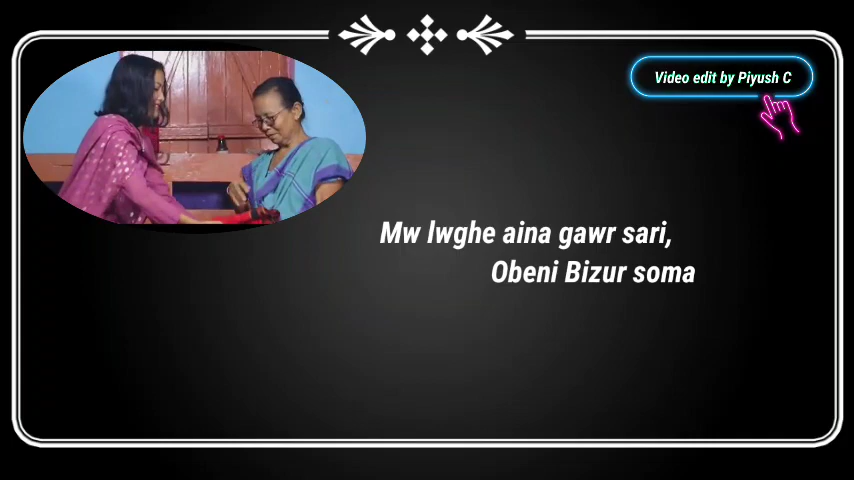 Video edit by Piyush C
Mw lwghe aina gawr sari,
Obeni Bizur soma